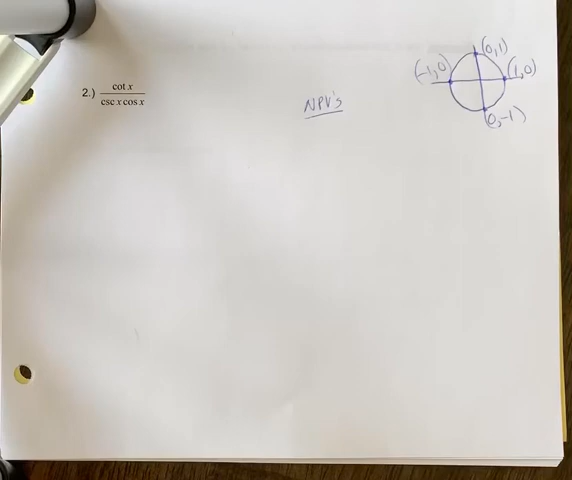 2.) cot x
csc x cos x
NPV's
(0,1)
(-1,0)
(1,0)
(0,-1)